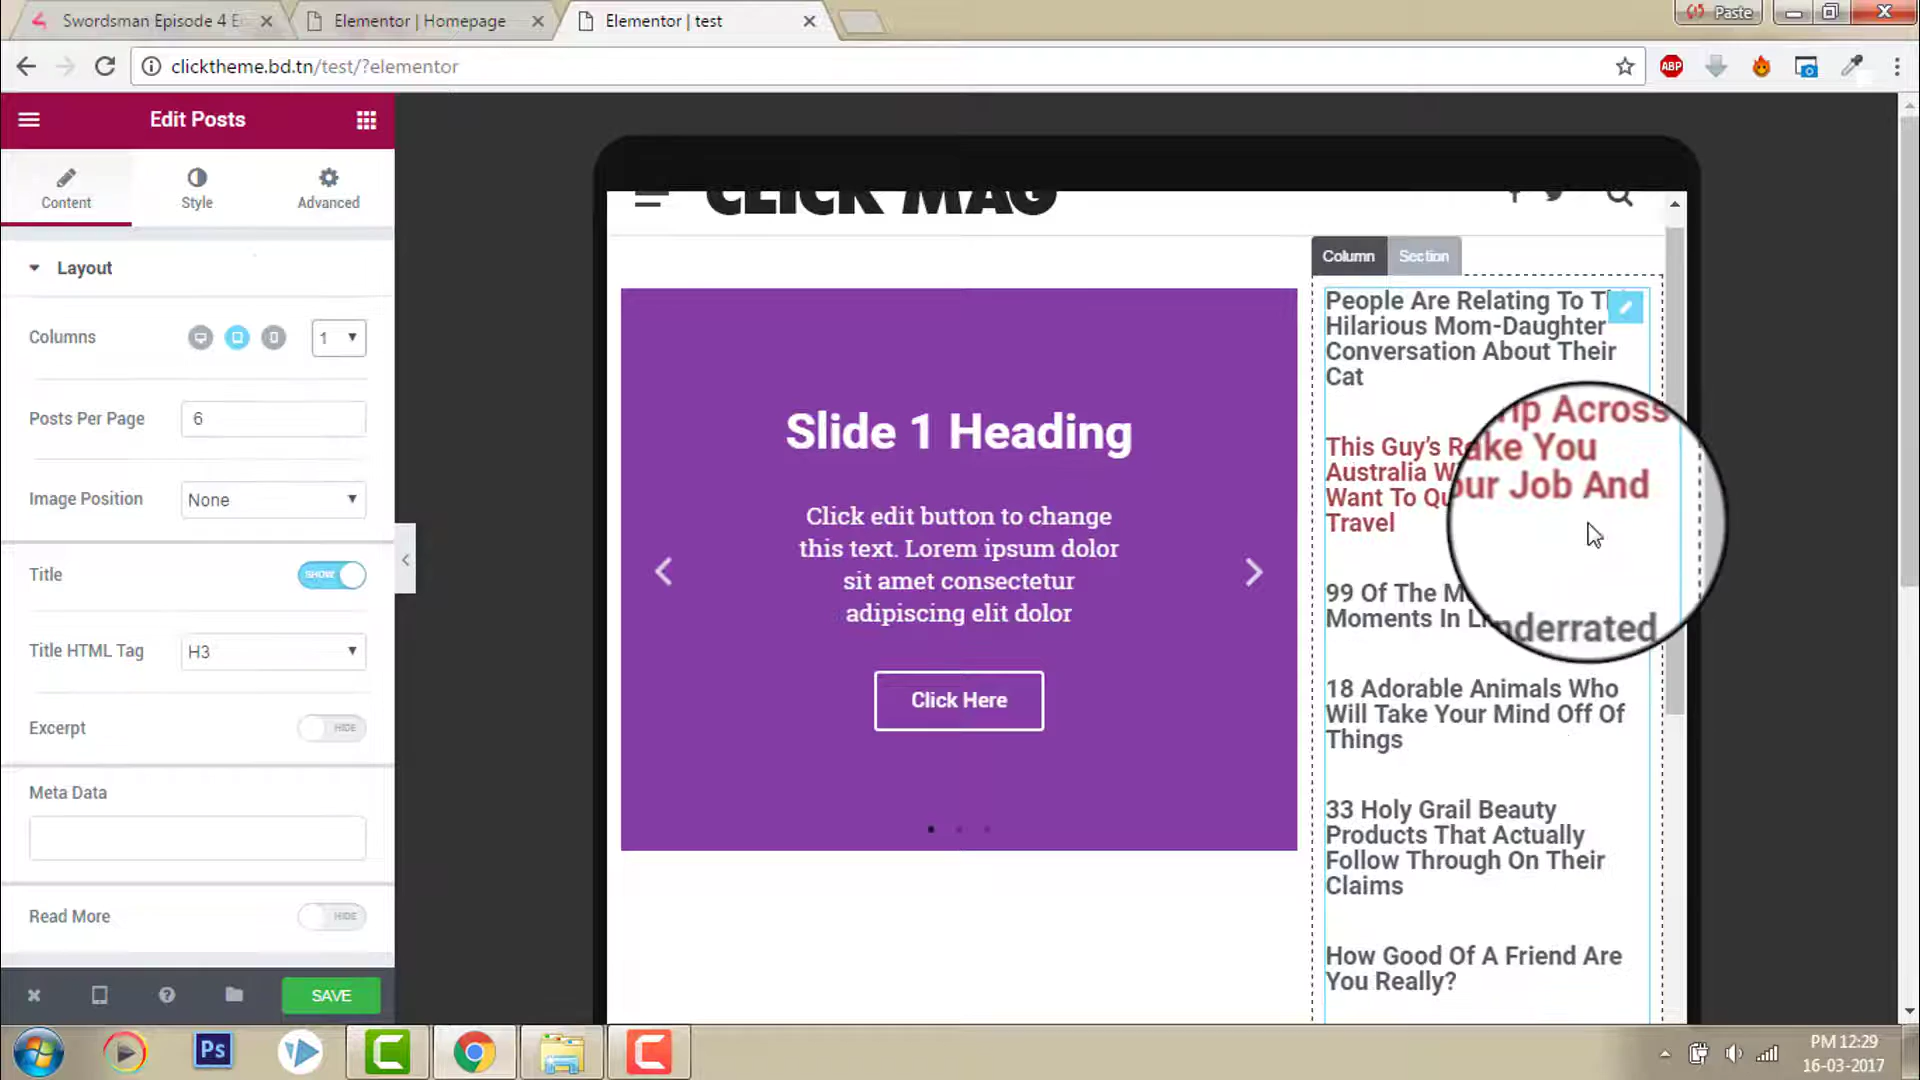 Swordsman Episode 4 E
Elementor | Homepage
Elementor | test
Paste
clicktheme.bd.tn/test/?elementor
ABP
Edit Posts
Content
Style
Advanced
Layout
Columns
1
Posts Per Page
6
Image Position
None
Title
SHOW
Title HTML Tag
H3
Excerpt
HIDE
Meta Data
Read More
HIDE
SAVE
CLICK MAG
Column
Section
Slide 1 Heading
Click edit button to change
this text. Lorem ipsum dolor
sit amet consectetur
adipiscing elit dolor
Click Here
People Are Relating To
Hilarious Mom-Daughter
Conversation About Their
Cat
This Guy's
Across
Australia
You
Want To
Job And
Travel
99 Of The
Moments In
18 Adorable Animals Who
Will Take Your Mind Off Of
Things
33 Holy Grail Beauty
Products That Actually
Follow Through On Their
Claims
How Good Of A Friend Are
You Really?
Ps
PM 12:29
16-03-2017